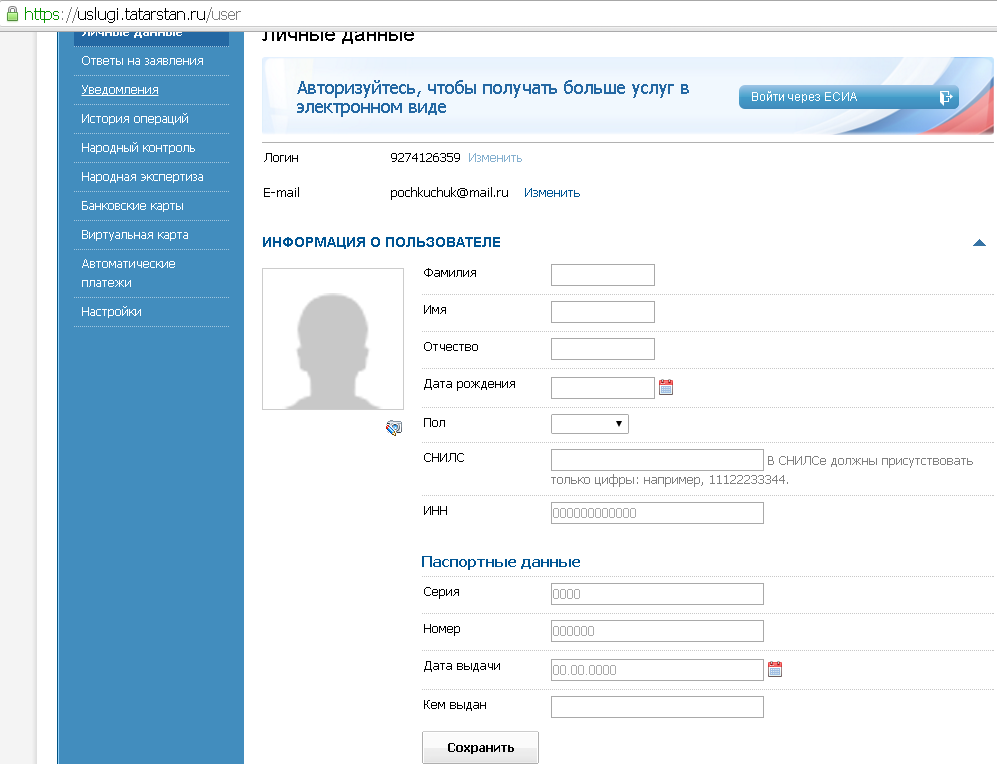 https://uslugi.tatarstan.ru/user
Личные данные
Ответы на заявления
Уведомления
История операций
Народный контроль
Народная экспертиза
Банковские карты
Виртуальная карта
Автоматические
платежи
Настройки
Личные данные
Авторизуйтесь, чтобы получать больше услуг в
электронном виде
Войти через ЕСИА
Логин 9274126359 Изменить
E-mail pochkuchuk@mail.ru Изменить
ИНФОРМАЦИЯ О ПОЛЬЗОВАТЕЛЕ
Фамилия
Имя
Отчество
Дата рождения
Пол
СНИЛС В СНИЛСе должны присутствовать
только цифры: например, 11122233344.
ИНН 000000000000
Паспортные данные
Серия 0000
Номер 000000
Дата выдачи 00.00.0000
Кем выдан
Сохранить